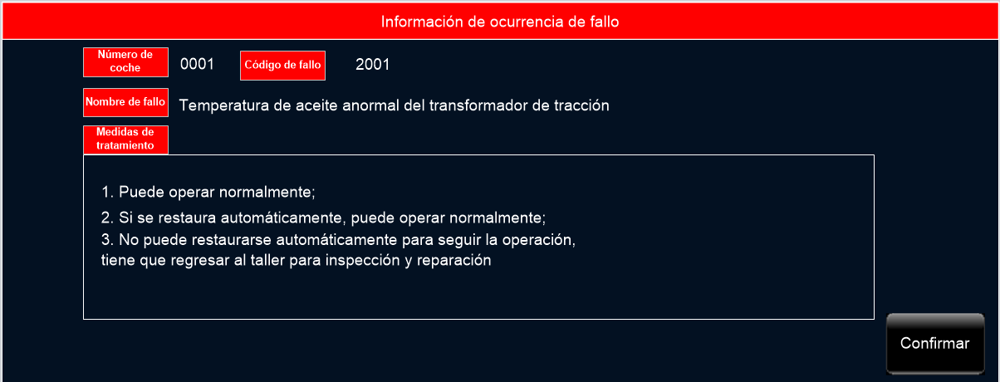 Información de ocurrencia de fallo
Número de
coche
0001
Código de fallo
2001
Nombre de fallo
Temperatura de aceite anormal del transformador de tracción
Medidas de
tratamiento
1. Puede operar normalmente;
2. Si se restaura automáticamente, puede operar normalmente;
3. No puede restaurarse automáticamente para seguir la operación,
tiene que regresar al taller para inspección y reparación
Confirmar